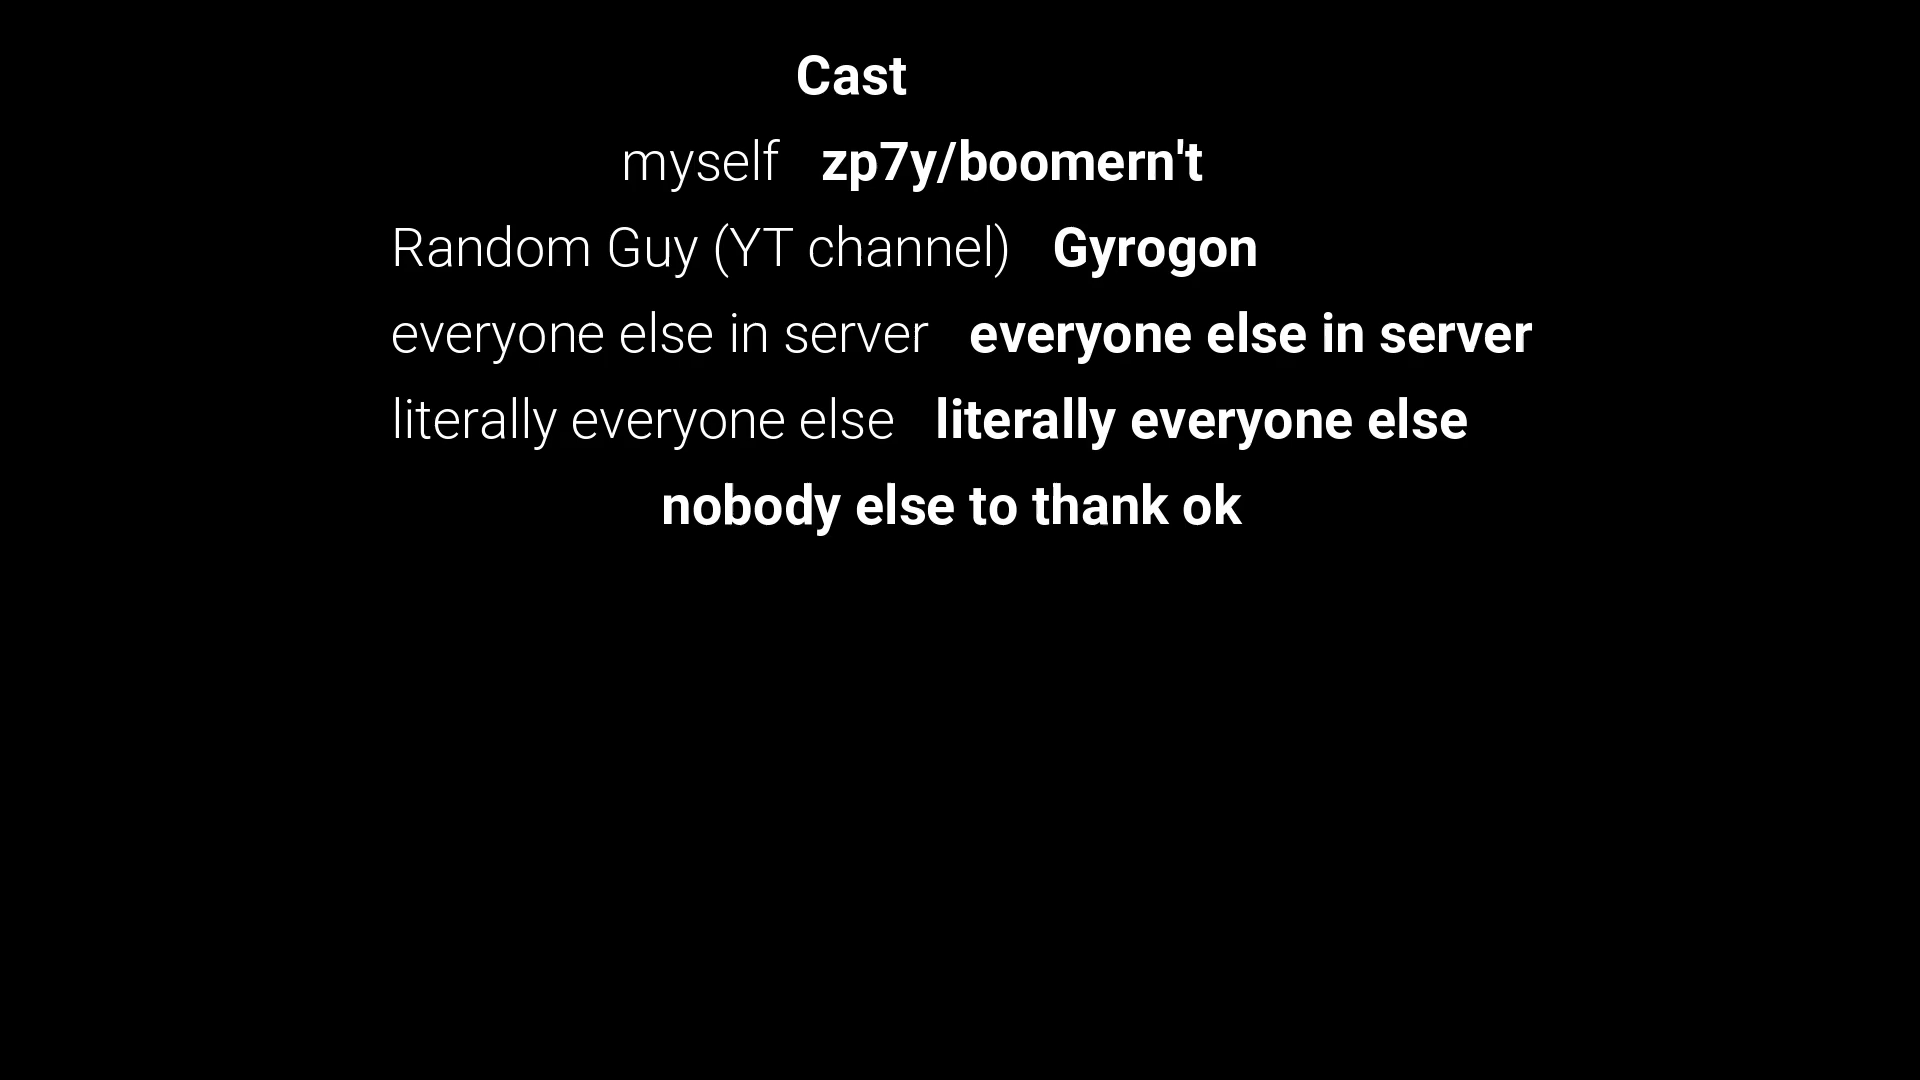 Cast
myself zp7y/boomern't
Random Guy (YT channel) Gyrogon
everyone else in server everyone else in server
literally everyone else literally everyone else
nobody else to thank ok